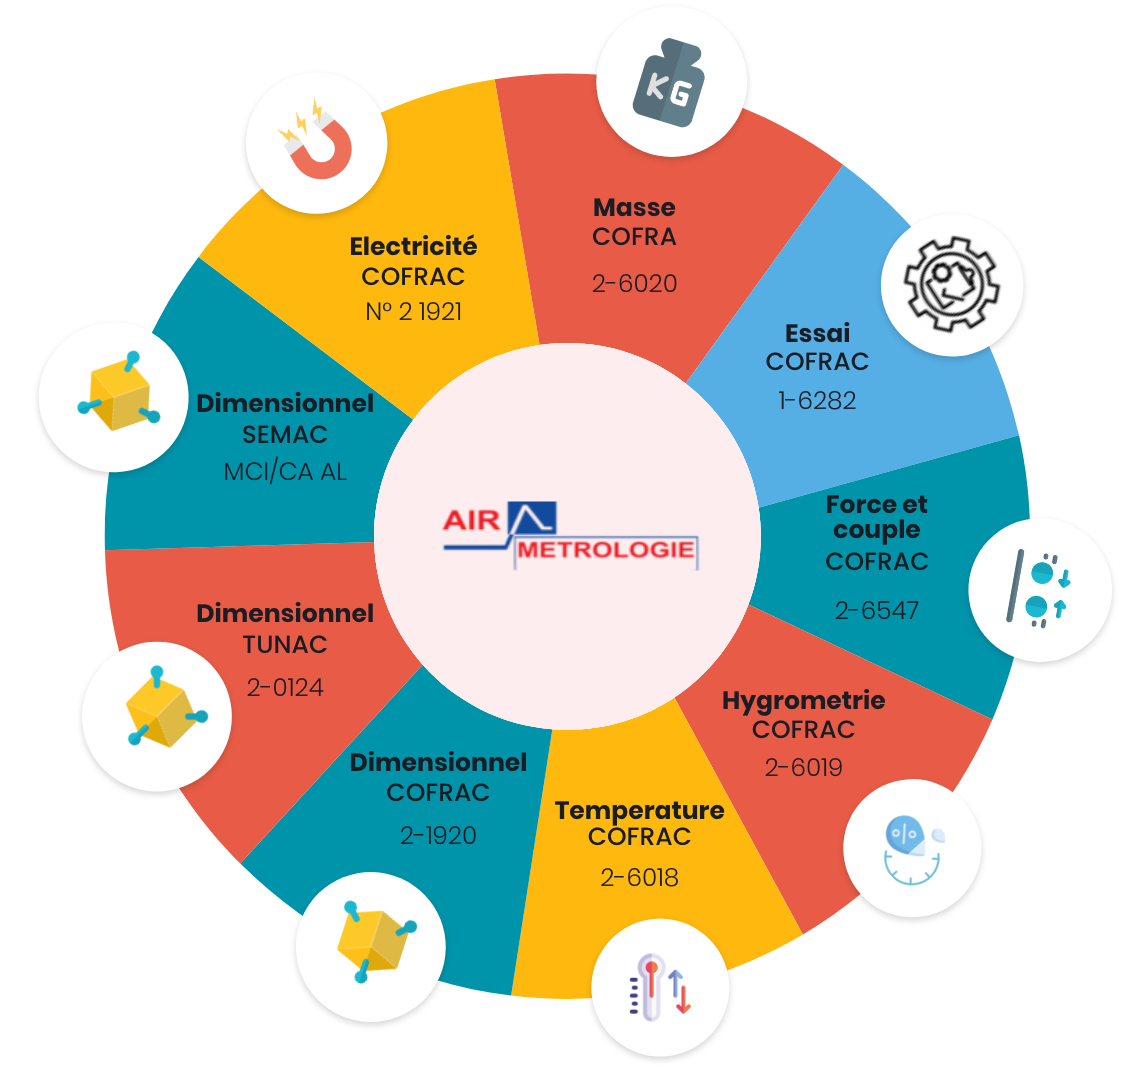 KG
Masse
COFRA
2-6020
Essai
COFRAC
1-6282
Force et
couple
COFRAC
2-6547
Hygrometrie
COFRAC
2-6019
%
Temperature
COFRAC
2-6018
Dimensionnel
COFRAC
2-1920
Dimensionnel
TUNAC
2-0124
Dimensionnel
SEMAC
MCI/CA AL
Electricité
COFRAC
N° 2 1921
AIR
METROLOGIE